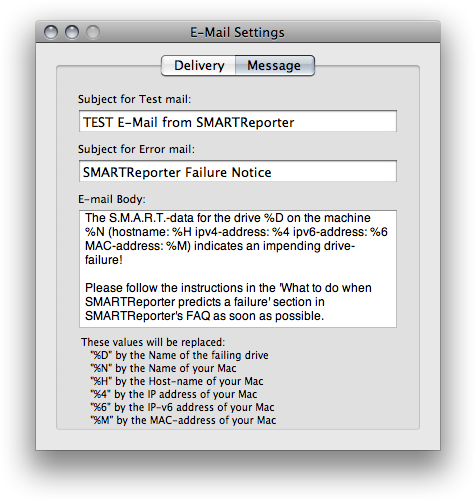 E-Mail Settings
Delivery
Message
Subject for Test mail:
TEST E-Mail from SMARTReporter
Subject for Error mail:
SMARTReporter Failure Notice
E-mail Body:
The S.M.A.R.T.-data for the drive %D on the machine
%N (hostname: %H ipv4-address: %4 ipv6-address: %6
MAC-address: %M) indicates an impending drive-
failure!
Please follow the instructions in the 'What to do when
SMARTReporter predicts a failure' section in
SMARTReporter's FAQ as soon as possible.
These values will be replaced:
"%D" by the Name of the failing drive
"%N" by the Name of your Mac
"%H" by the Host-name of your Mac
"%4" by the IP address of your Mac
"%6" by the IP-v6 address of your Mac
"%M" by the MAC-address of your Mac